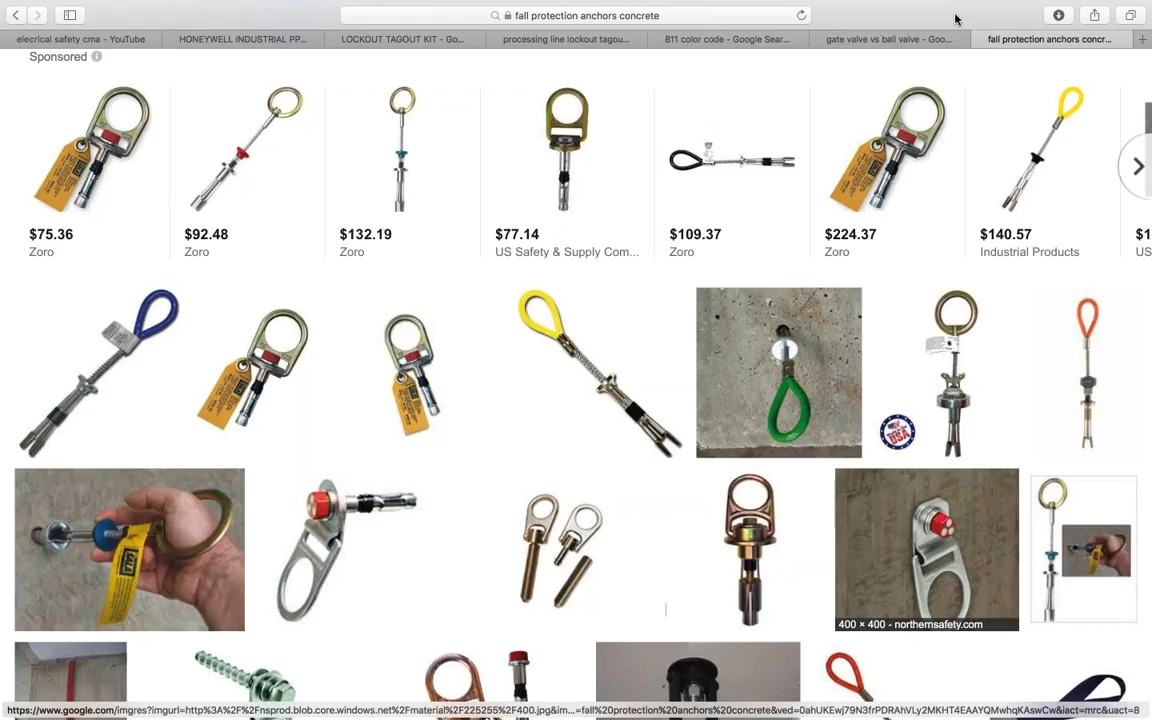 fall protection anchors concrete
elecrical safety cma - YouTube
HONEYWELL INDUSTRIAL PP...
LOCKOUT TAGOUT KIT - Go...
processing line lockout tagou...
811 color code - Google Sear...
gate valve vs ball valve - Goo...
fall protection anchors concr...
Sponsored
$75.36
Zoro
$92.48
Zoro
$132.19
Zoro
$77.14
US Safety & Supply Com...
$109.37
Zoro
$224.37
Zoro
$140.57
Industrial Products
$1
US
USA
SALA
400 × 400 - northernsafety.com
https://www.google.com/imgres?imgurl=http%3A%2F%2Fnsprod.blob.core.windows.net%2Fmaterial%2F225255%2F400.jpg&im...=fall%20protection%20anchors%20concrete&ved=0ahUKEwj79N3frPDRAhVLy2MKHT4EAAYQMwhqKAswCw&iact=mrc&uact=8